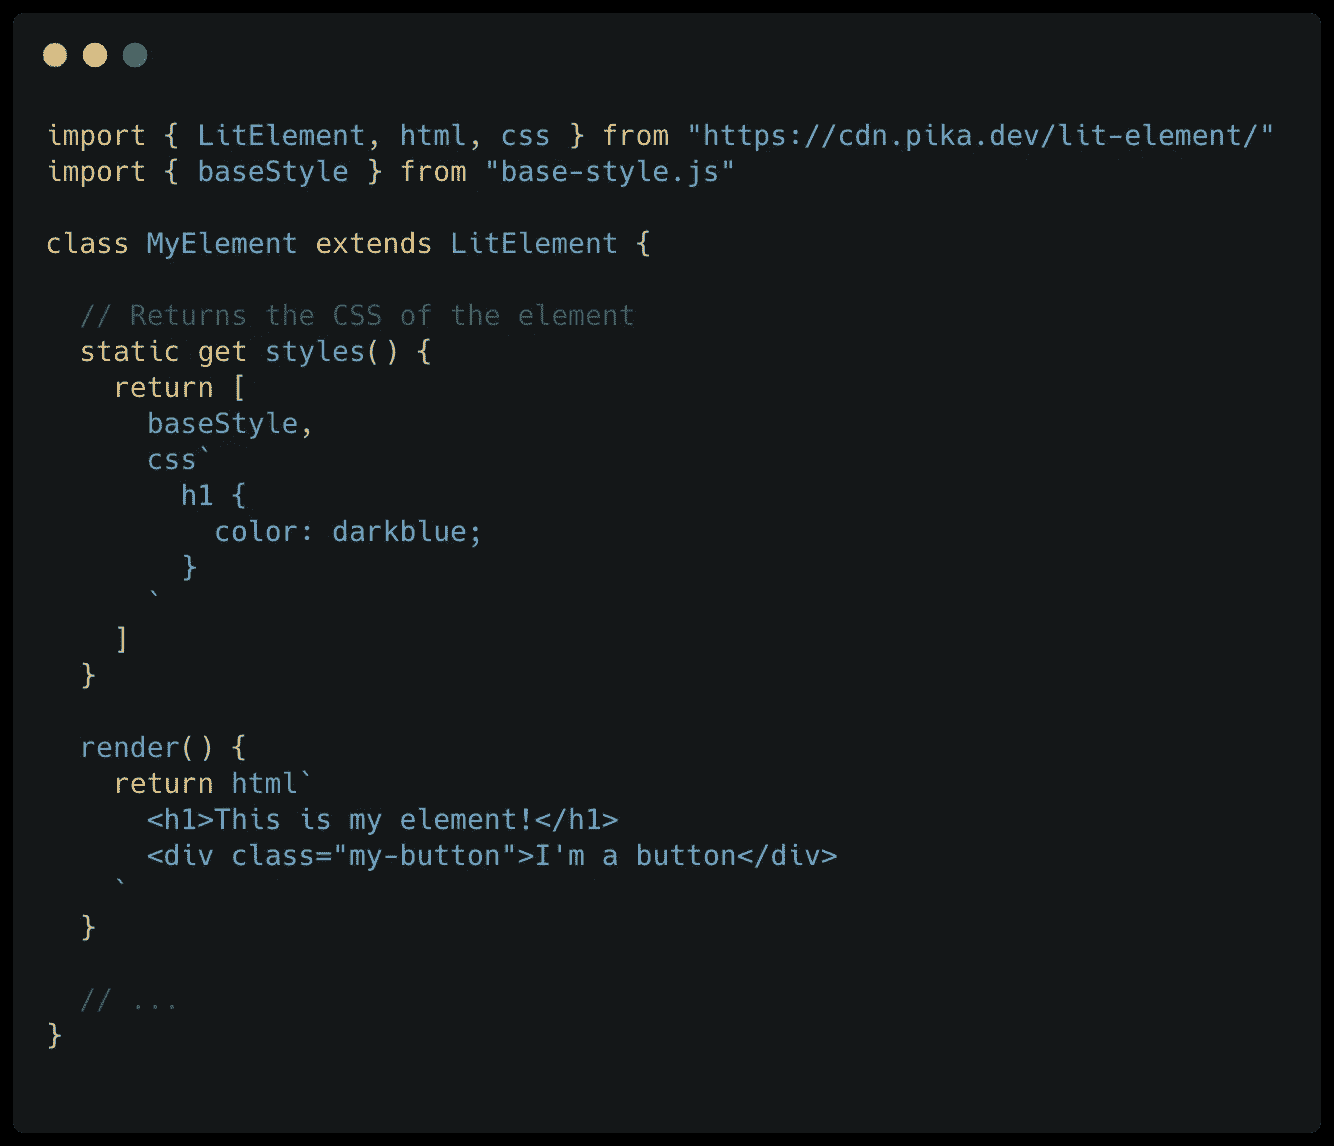 import { LitElement, html, css } from "https://cdn.pika.dev/lit-element/"
import { baseStyle } from "base-style.js"

class MyElement extends LitElement {

  // Returns the CSS of the element
  static get styles() {
    return [
      baseStyle,
      css`
        h1 {
          color: darkblue;
        }
      `
    ]
  }

  render() {
    return html`
      <h1>This is my element!</h1>
      <div class="my-button">I'm a button</div>
    `
  }

  // ...
}